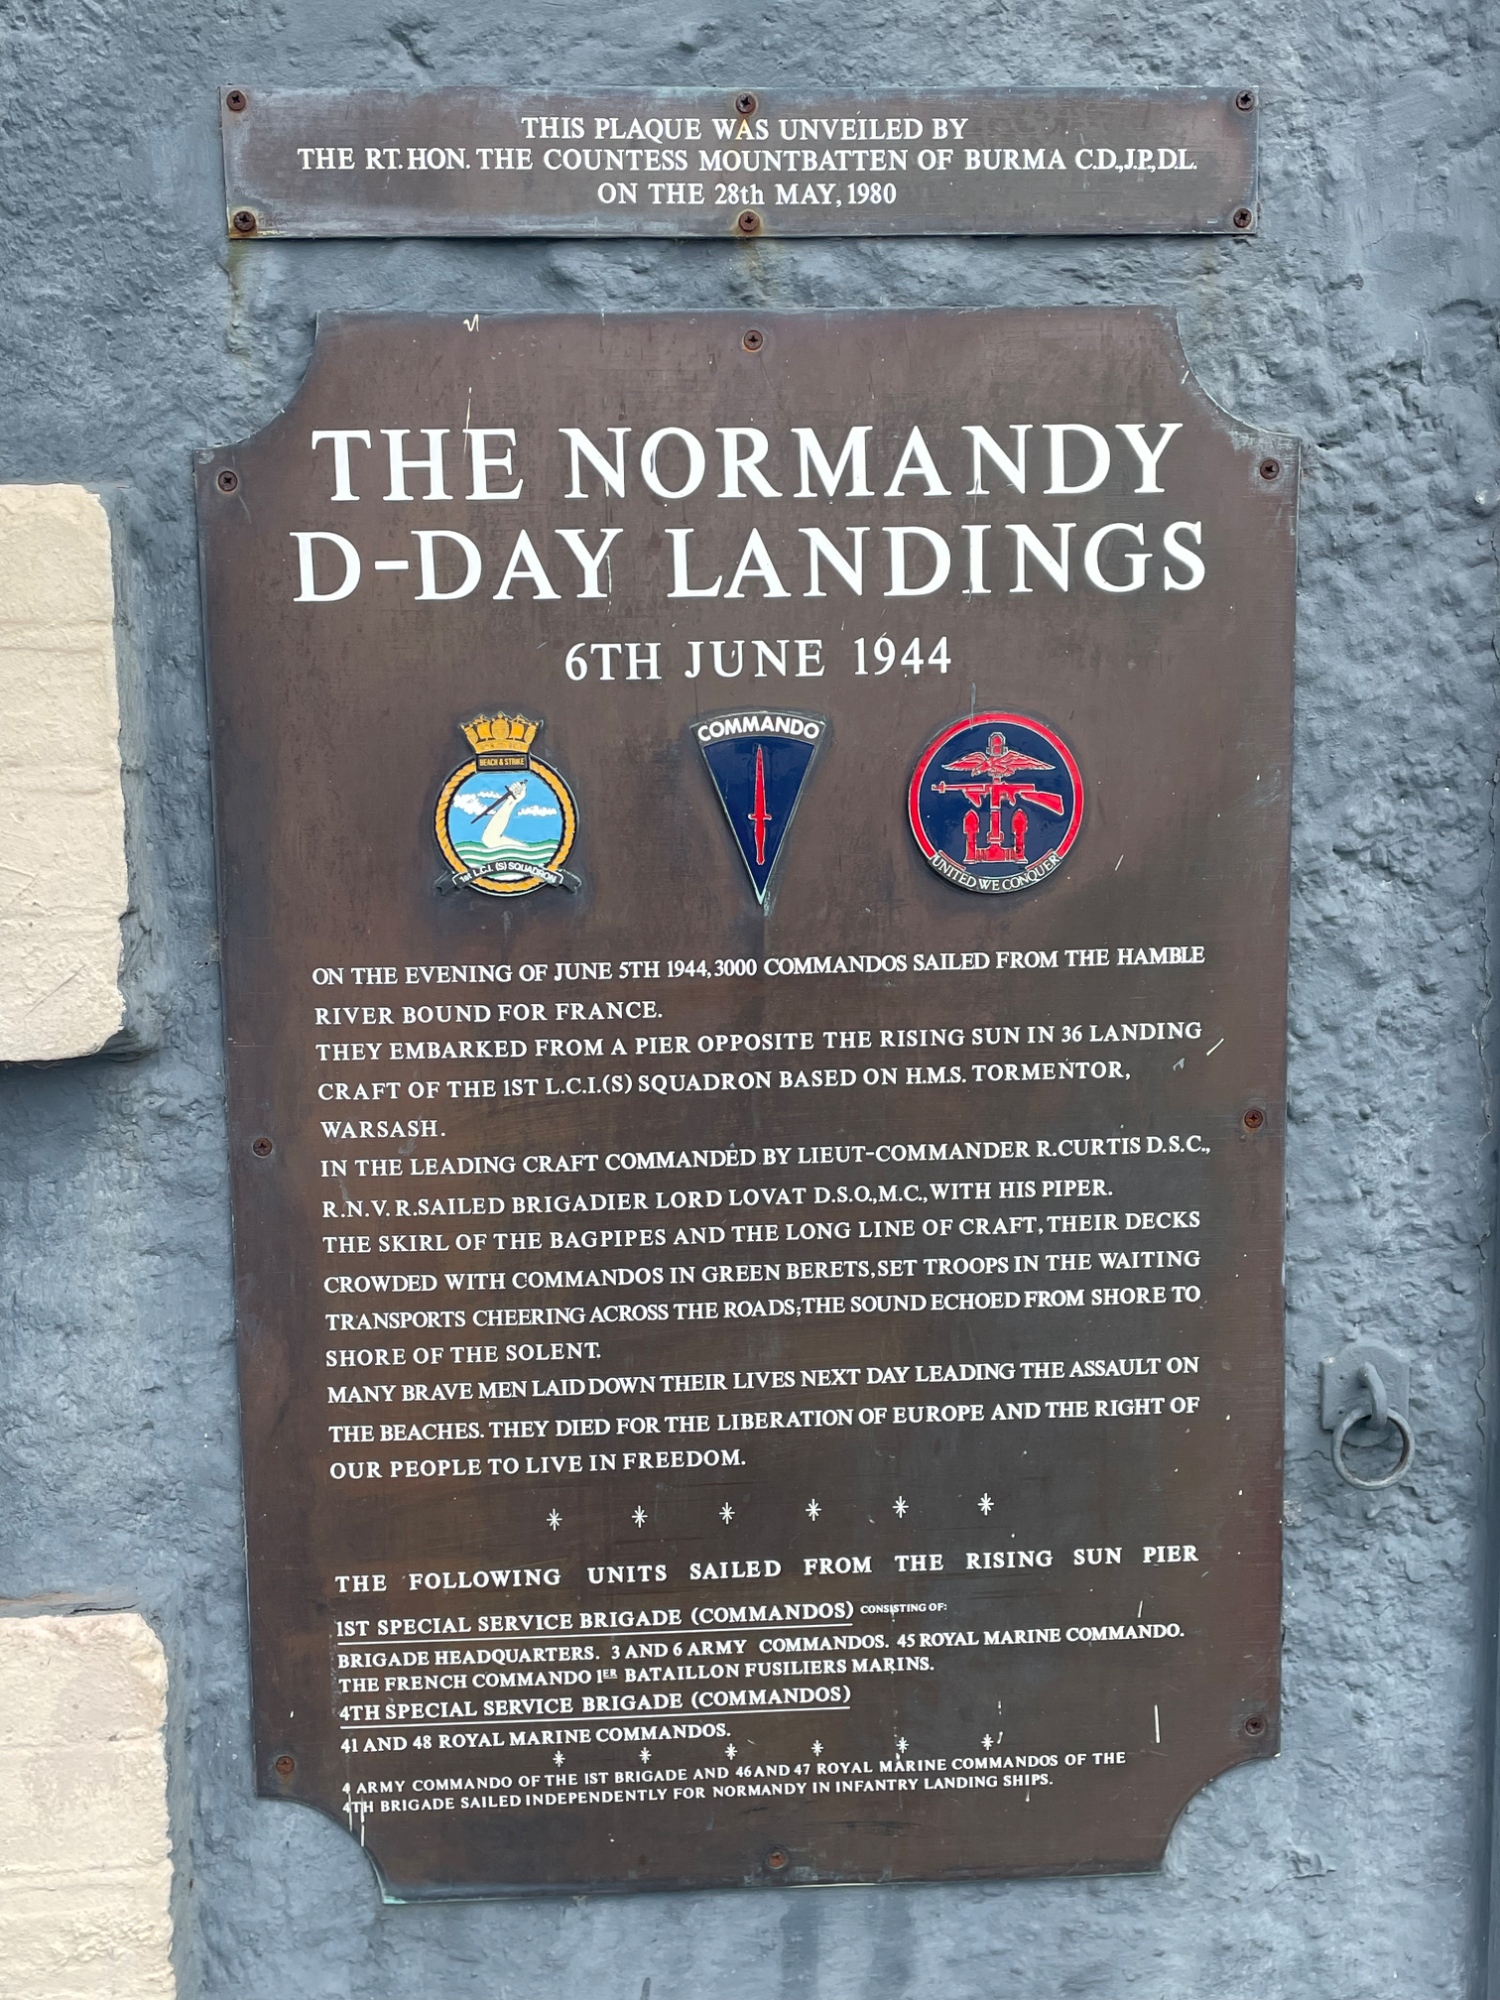 THIS PLAQUE WAS UNVEILED BY
THE RT. HON. THE COUNTESS MOUNTBATTEN OF BURMA C.D.,J.P.,D.L.
ON THE 28th MAY, 1980
THE NORMANDY
D-DAY LANDINGS
6TH JUNE 1944
BEACH & STRIKE
1st L.C.I. (S) SQUADRON
COMMANDO
UNITED WE CONQUER
ON THE EVENING OF JUNE 5TH 1944, 3000 COMMANDOS SAILED FROM THE HAMBLE
RIVER BOUND FOR FRANCE.
THEY EMBARKED FROM A PIER OPPOSITE THE RISING SUN IN 36 LANDING
CRAFT OF THE 1ST L.C.I.(S) SQUADRON BASED ON H.M.S. TORMENTOR,
WARSASH.
IN THE LEADING CRAFT COMMANDED BY LIEUT-COMMANDER R.CURTIS D.S.C.,
R.N.V. R.SAILED BRIGADIER LORD LOVAT D.S.O.,M.C.,WITH HIS PIPER.
THE SKIRL OF THE BAGPIPES AND THE LONG LINE OF CRAFT, THEIR DECKS
CROWDED WITH COMMANDOS IN GREEN BERETS,SET TROOPS IN THE WAITING
TRANSPORTS CHEERING ACROSS THE ROADS;THE SOUND ECHOED FROM SHORE TO
SHORE OF THE SOLENT.
MANY BRAVE MEN LAID DOWN THEIR LIVES NEXT DAY LEADING THE ASSAULT ON
THE BEACHES. THEY DIED FOR THE LIBERATION OF EUROPE AND THE RIGHT OF
OUR PEOPLE TO LIVE IN FREEDOM.
* * * * * *
THE FOLLOWING UNITS SAILED FROM THE RISING SUN PIER
1ST SPECIAL SERVICE BRIGADE (COMMANDOS) CONSISTING OF:
BRIGADE HEADQUARTERS. 3 AND 6 ARMY COMMANDOS. 45 ROYAL MARINE COMMANDO.
THE FRENCH COMMANDO 1ER BATAILLON FUSILIERS MARINS.
4TH SPECIAL SERVICE BRIGADE (COMMANDOS)
41 AND 48 ROYAL MARINE COMMANDOS.
* * * * * *
4 ARMY COMMANDO OF THE 1ST BRIGADE AND 46 AND 47 ROYAL MARINE COMMANDOS OF THE
4TH BRIGADE SAILED INDEPENDENTLY FOR NORMANDY IN INFANTRY LANDING SHIPS.